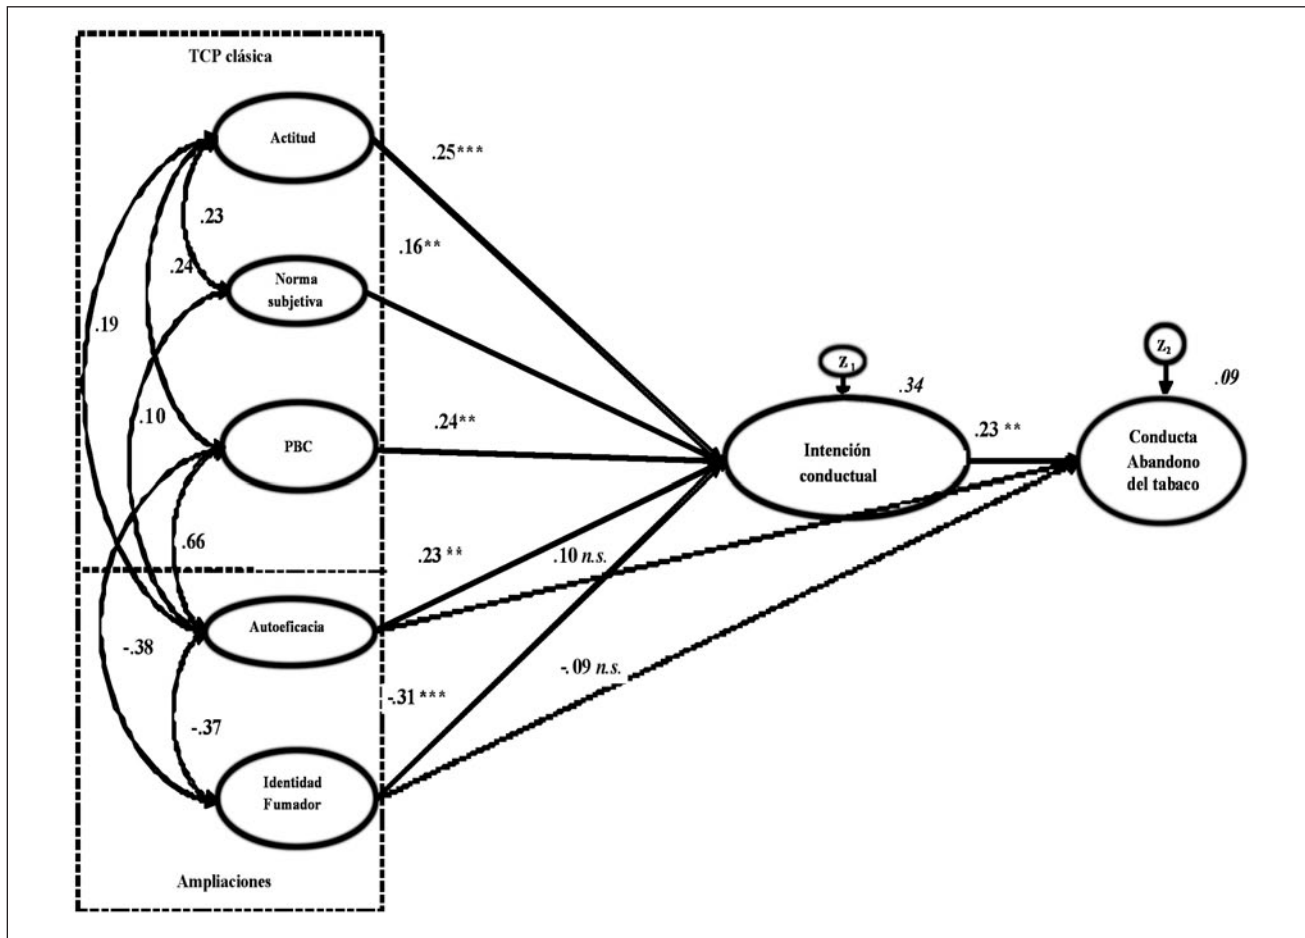 TCP clásica
Actitud
.25***
.23
.16**
.24
Norma
subjetiva
.19
Z1
Z2
.34
.09
.10
PBC
.24**
Intención
conductual
.23 **
Conducta
Abandono
del tabaco
.66
.23 **
.10 n.s.
Autoeficacia
-.38
-.09 n.s.
-.31 ***
-.37
Identidad
Fumador
Ampliaciones